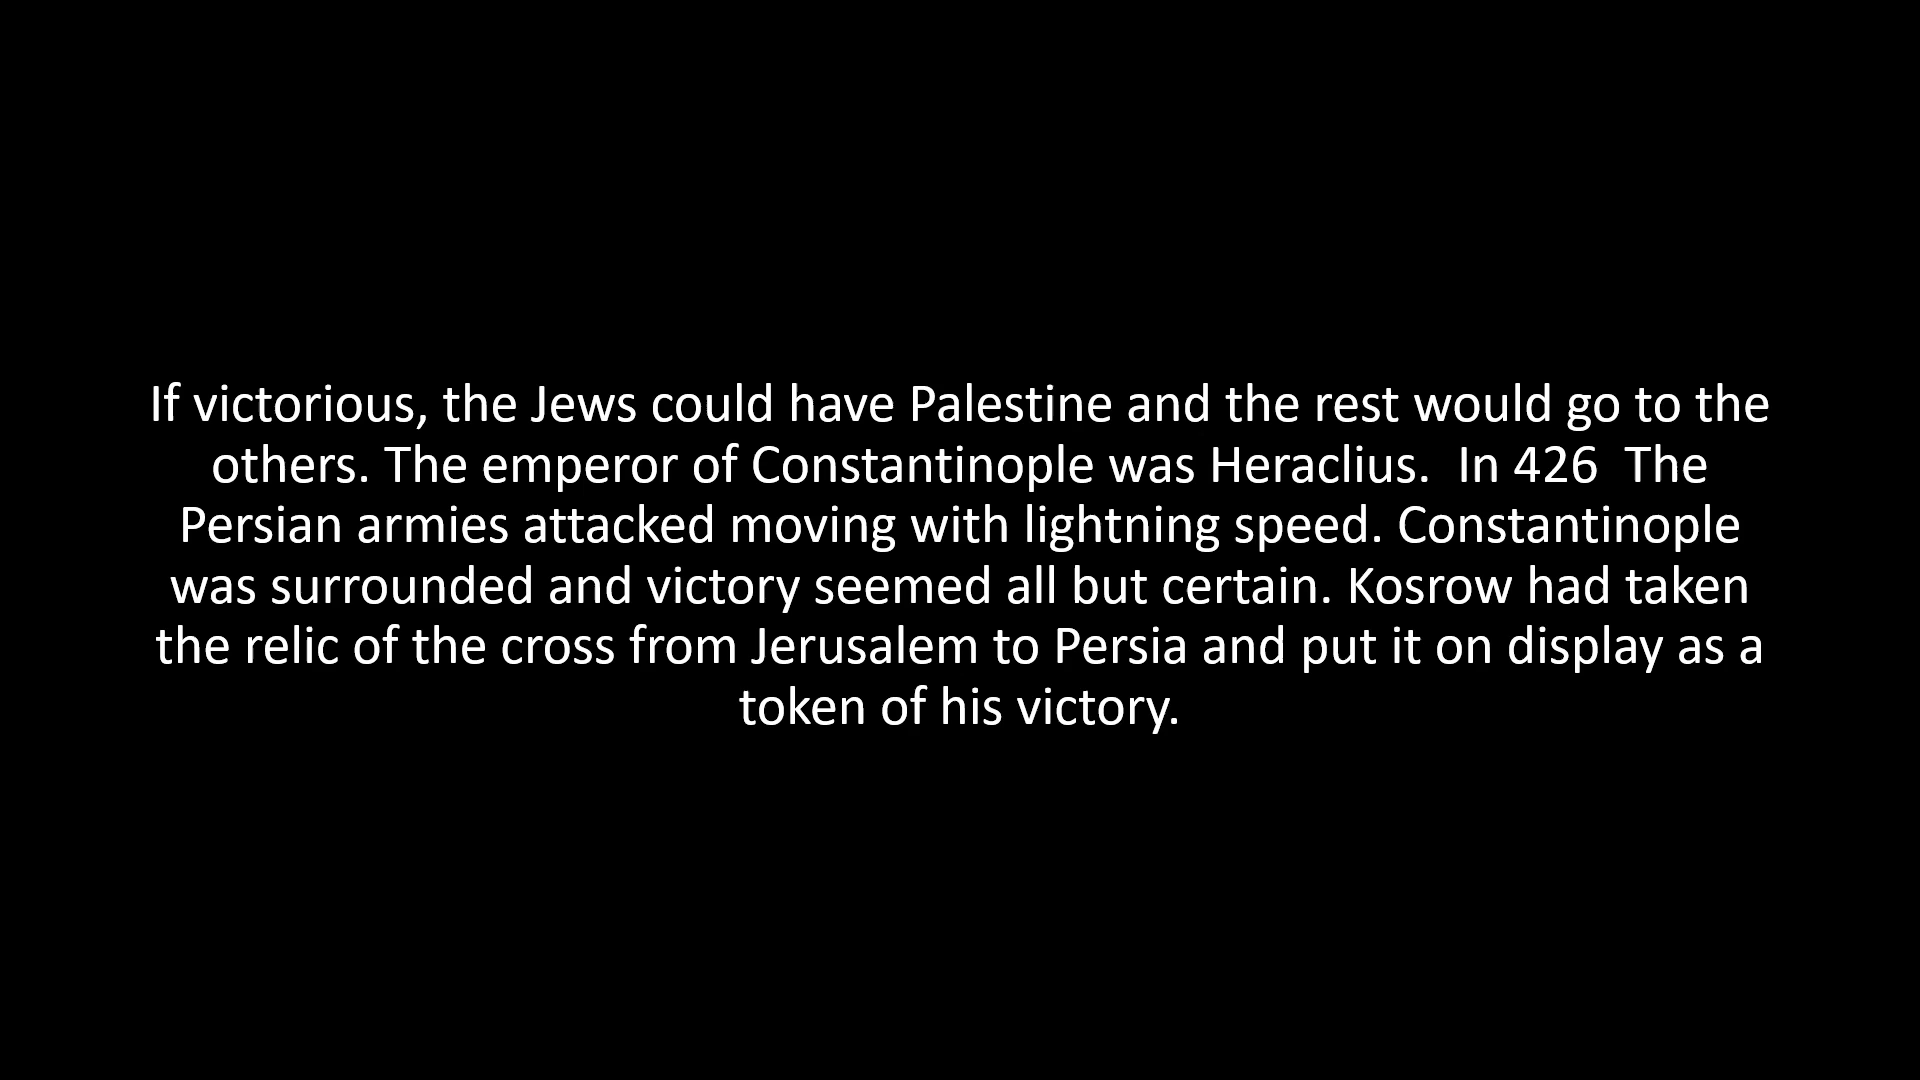 If victorious, the Jews could have Palestine and the rest would go to the
others. The emperor of Constantinople was Heraclius.  In 426  The
Persian armies attacked moving with lightning speed. Constantinople
was surrounded and victory seemed all but certain. Kosrow had taken
the relic of the cross from Jerusalem to Persia and put it on display as a
token of his victory.